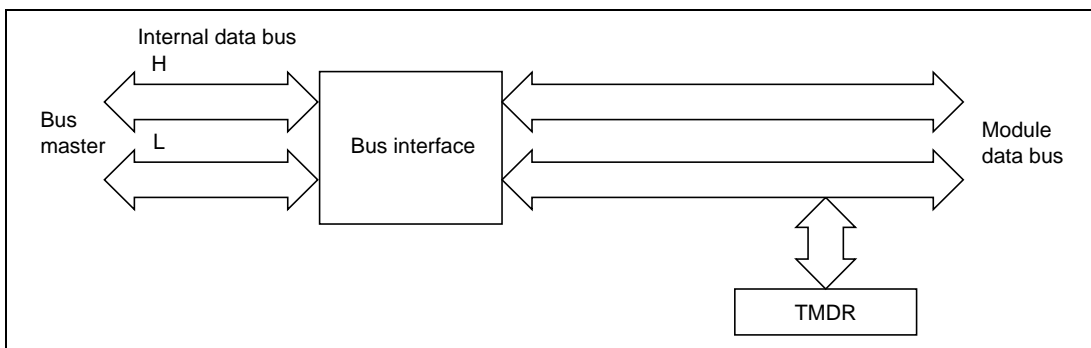 Internal data bus
H
Bus
master
L
Bus interface
Module
data bus
TMDR